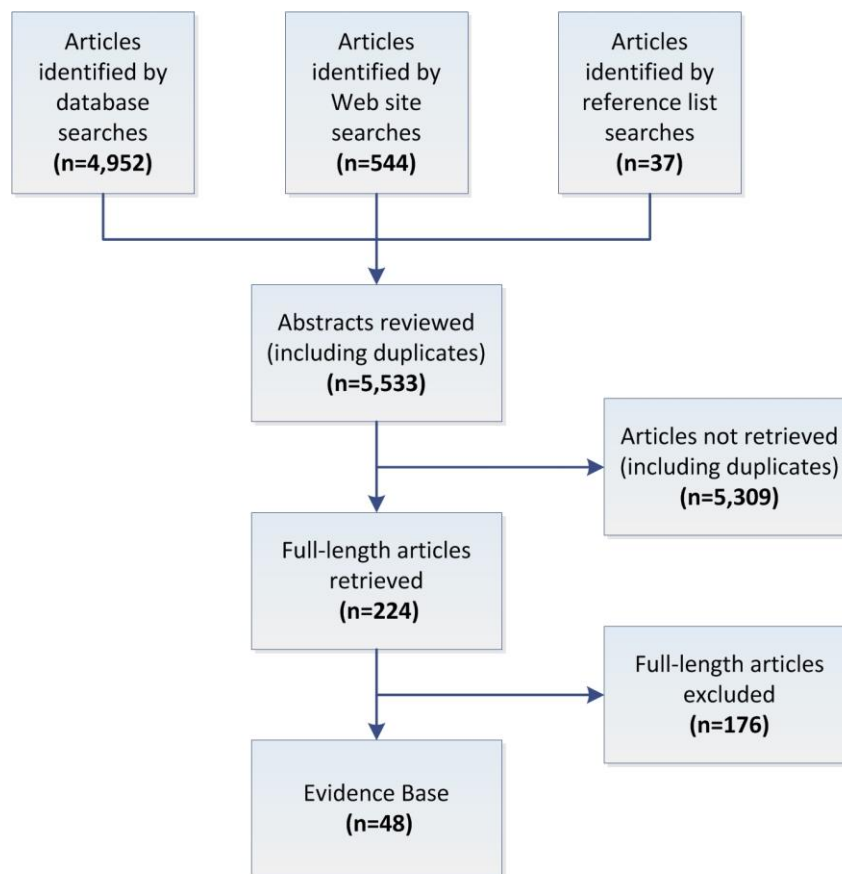 Articles
identified by
database
searches
(n=4,952)
Articles
identified by
Web site
searches
(n=544)
Articles
identified by
reference list
searches
(n=37)
Abstracts reviewed
(including duplicates)
(n=5,533)
Articles not retrieved
(including duplicates)
(n=5,309)
Full-length articles
retrieved
(n=224)
Full-length articles
excluded
(n=176)
Evidence Base
(n=48)